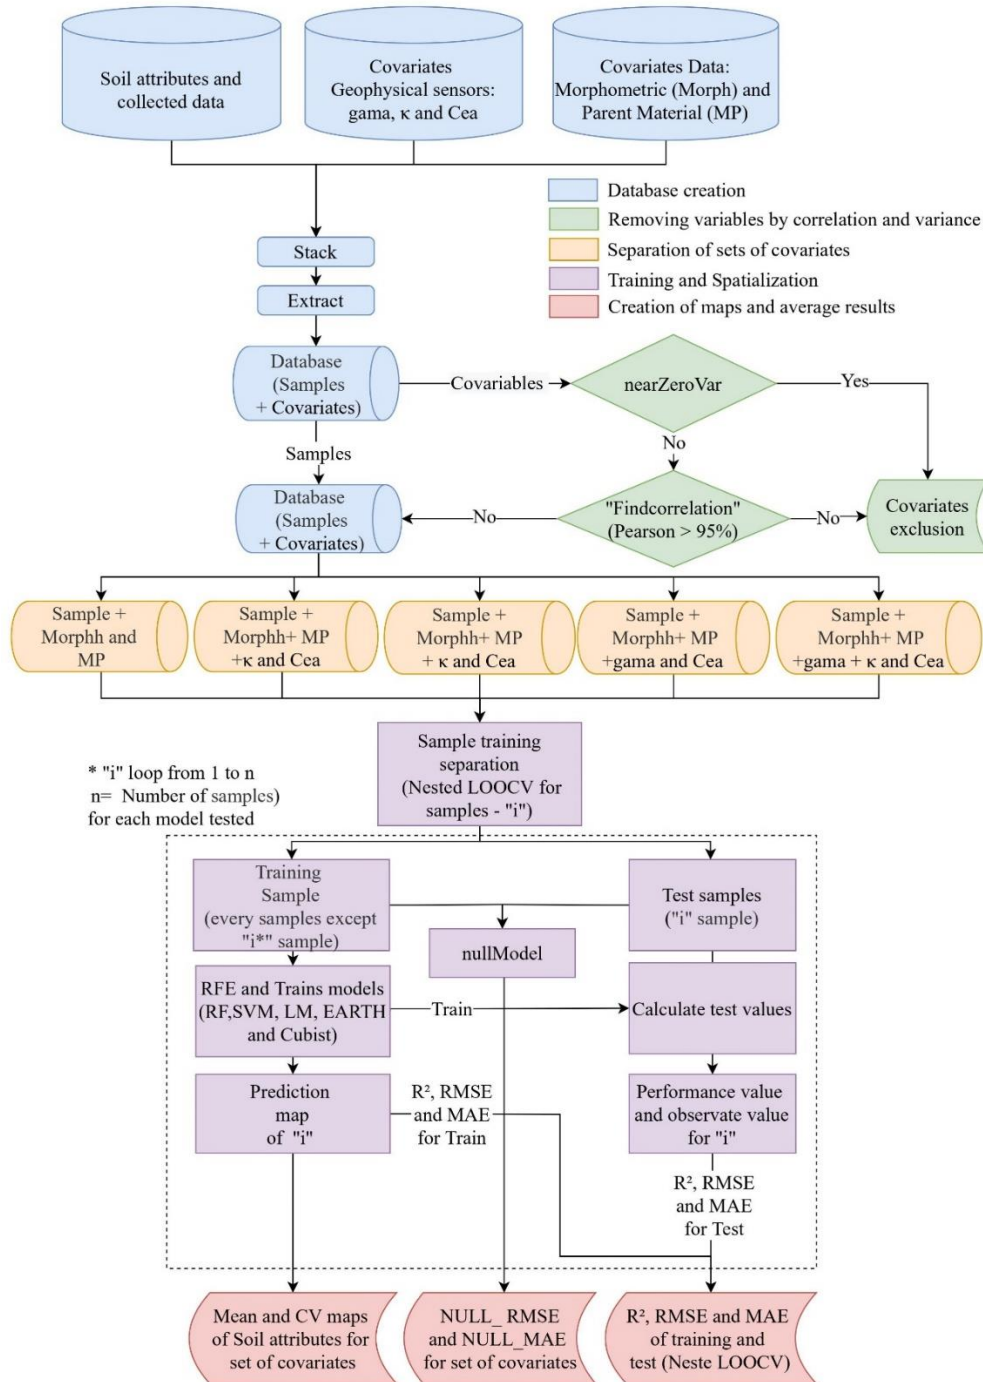 Soil attributes and
collected data
Covariates
Geophysical sensors:
gama, κ and Cea
Covariates Data:
Morphometric (Morph) and
Parent Material (MP)
Database creation
Removing variables by correlation and variance
Separation of sets of covariates
Training and Spatialization
Creation of maps and average results
Stack
Extract
Database
(Samples
+ Covariates)
Covariables
nearZeroVar
Yes
No
Samples
Database
(Samples
+ Covariates)
No
"Findcorrelation"
(Pearson > 95%)
No
Covariates
exclusion
Sample +
Morphh and
MP
Sample +
Morphh+ MP
+κ and Cea
Sample +
Morphh+ MP
+ κ and Cea
Sample +
Morphh+ MP
+gama and Cea
Sample +
Morphh+ MP
+gama + κ and Cea
Sample training
separation
(Nested LOOCV for
samples - "i")
* "i" loop from 1 to n
n= Number of samples)
for each model tested
Training
Sample
(every samples except
"i*" sample)
Test samples
("i" sample)
nullModel
RFE and Trains models
(RF,SVM, LM, EARTH
and Cubist)
Train
Calculate test values
Prediction
map
of "i"
R², RMSE
and MAE
for Train
Performance value
and observate value
for "i"
R², RMSE
and MAE
for Test
Mean and CV maps
of Soil attributes for
set of covariates
NULL_ RMSE
and NULL_MAE
for set of covariates
R², RMSE and MAE
of training and
test (Neste LOOCV)